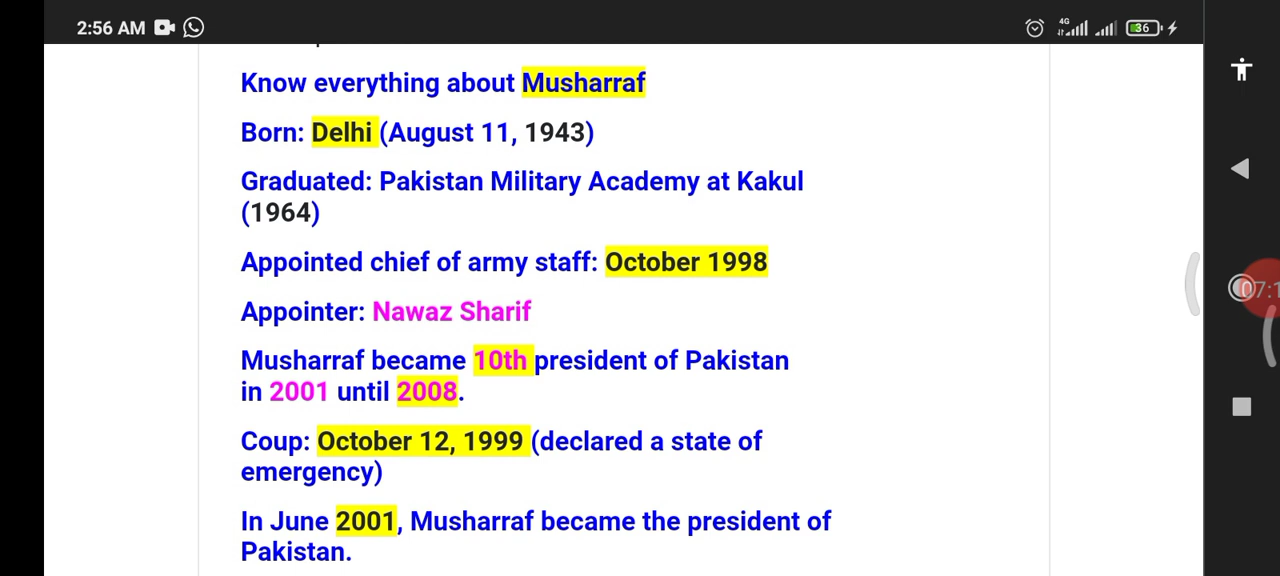 2:56 AM
4G
36
Know everything about Musharraf
Born: Delhi (August 11, 1943)
Graduated: Pakistan Military Academy at Kakul
(1964)
Appointed chief of army staff: October 1998
Appointer: Nawaz Sharif
Musharraf became 10th president of Pakistan
in 2001 until 2008.
Coup: October 12, 1999 (declared a state of
emergency)
In June 2001, Musharraf became the president of
Pakistan.